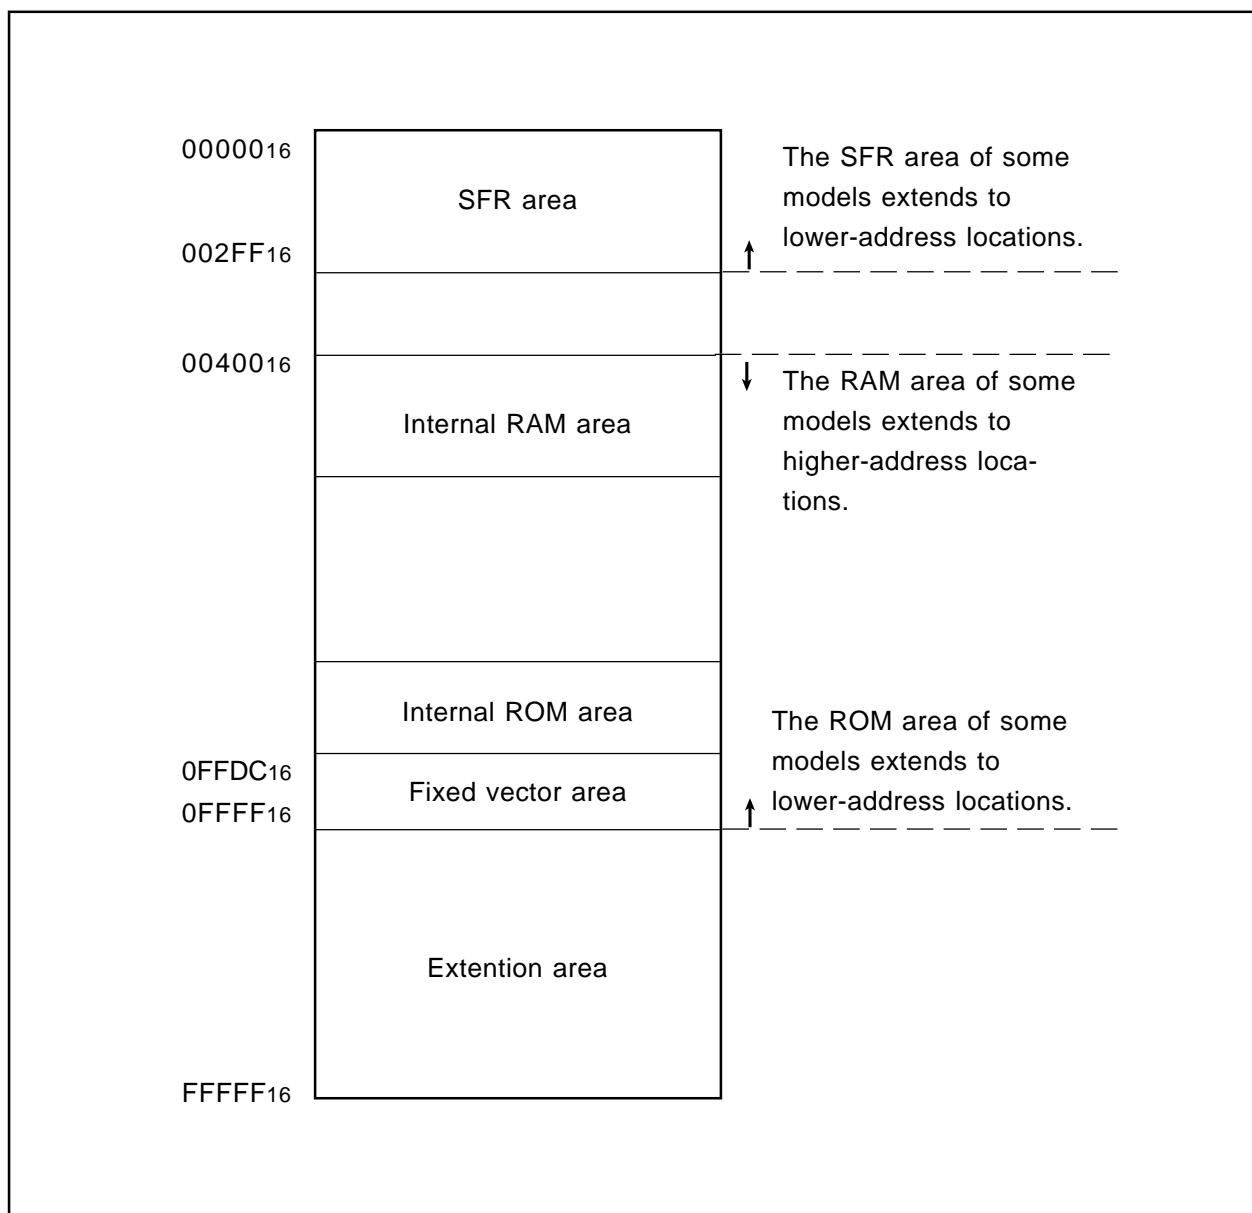 0000016
SFR area
The SFR area of some
models extends to
lower-address locations.
002FF16
0040016
Internal RAM area
The RAM area of some
models extends to
higher-address loca-
tions.
Internal ROM area
The ROM area of some
models extends to
lower-address locations.
0FFDC16
Fixed vector area
0FFFF16
Extention area
FFFFF16